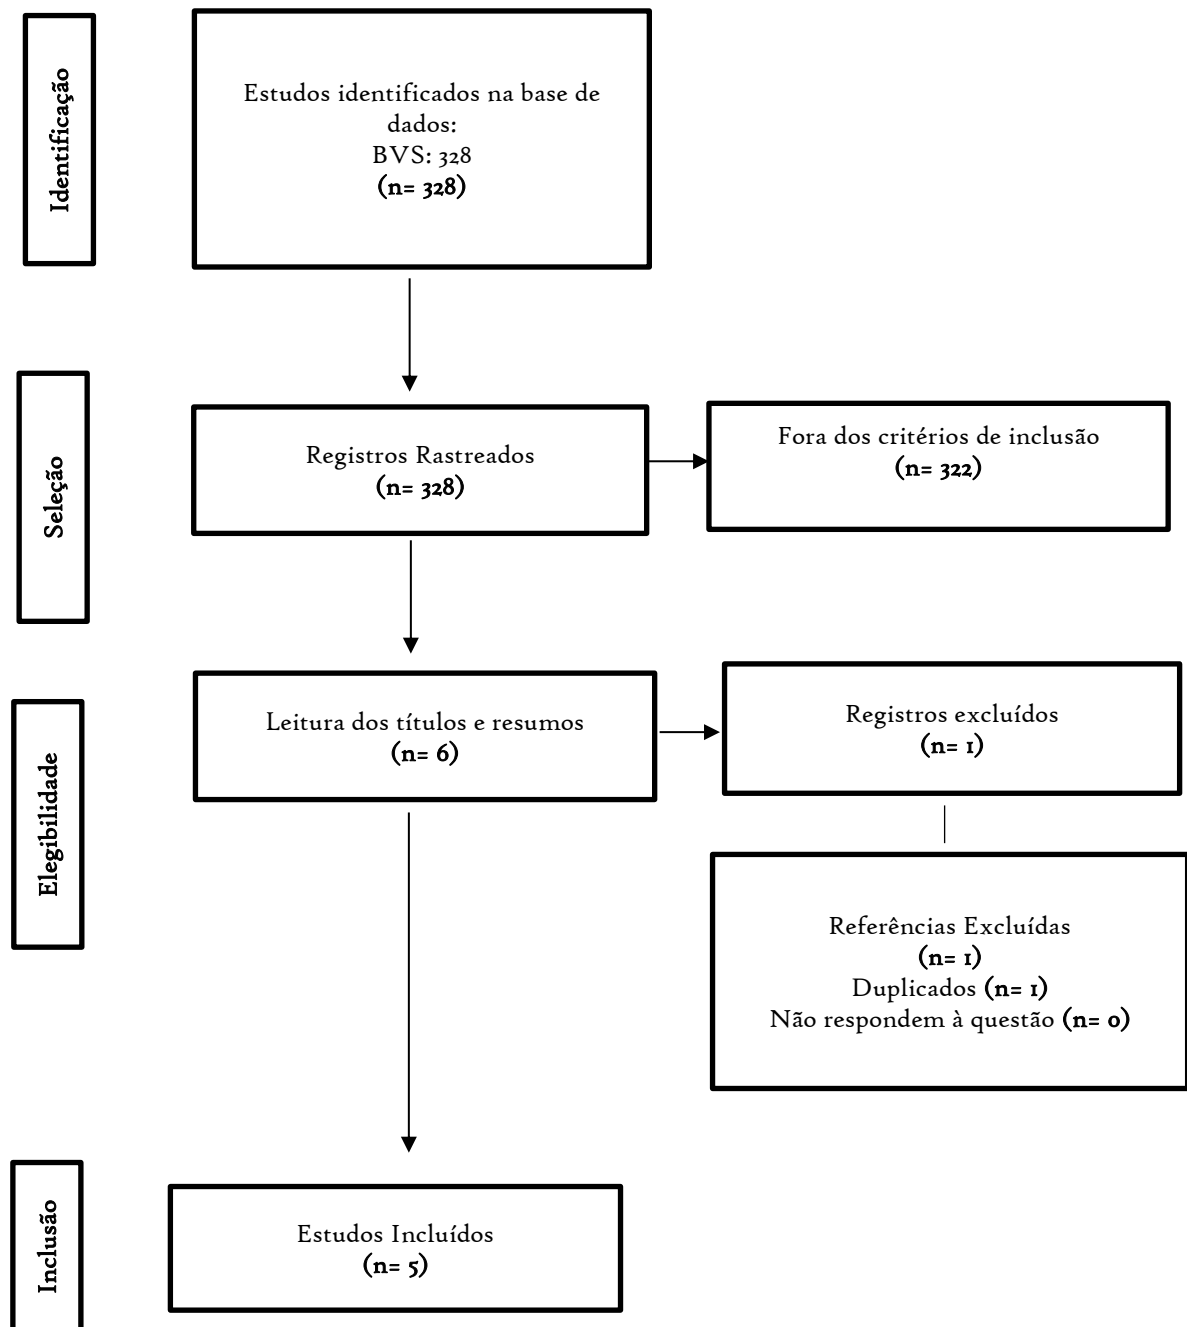 Identificação
Estudos identificados na base de
dados:
BVS: 328
(n= 328)
Seleção
Registros Rastreados
(n= 328)
Fora dos critérios de inclusão
(n= 322)
Elegibilidade
Leitura dos títulos e resumos
(n= 6)
Registros excluídos
(n= 1)
Referências Excluídas
(n= 1)
Duplicados (n= 1)
Não respondem à questão (n= 0)
Inclusão
Estudos Incluídos
(n= 5)